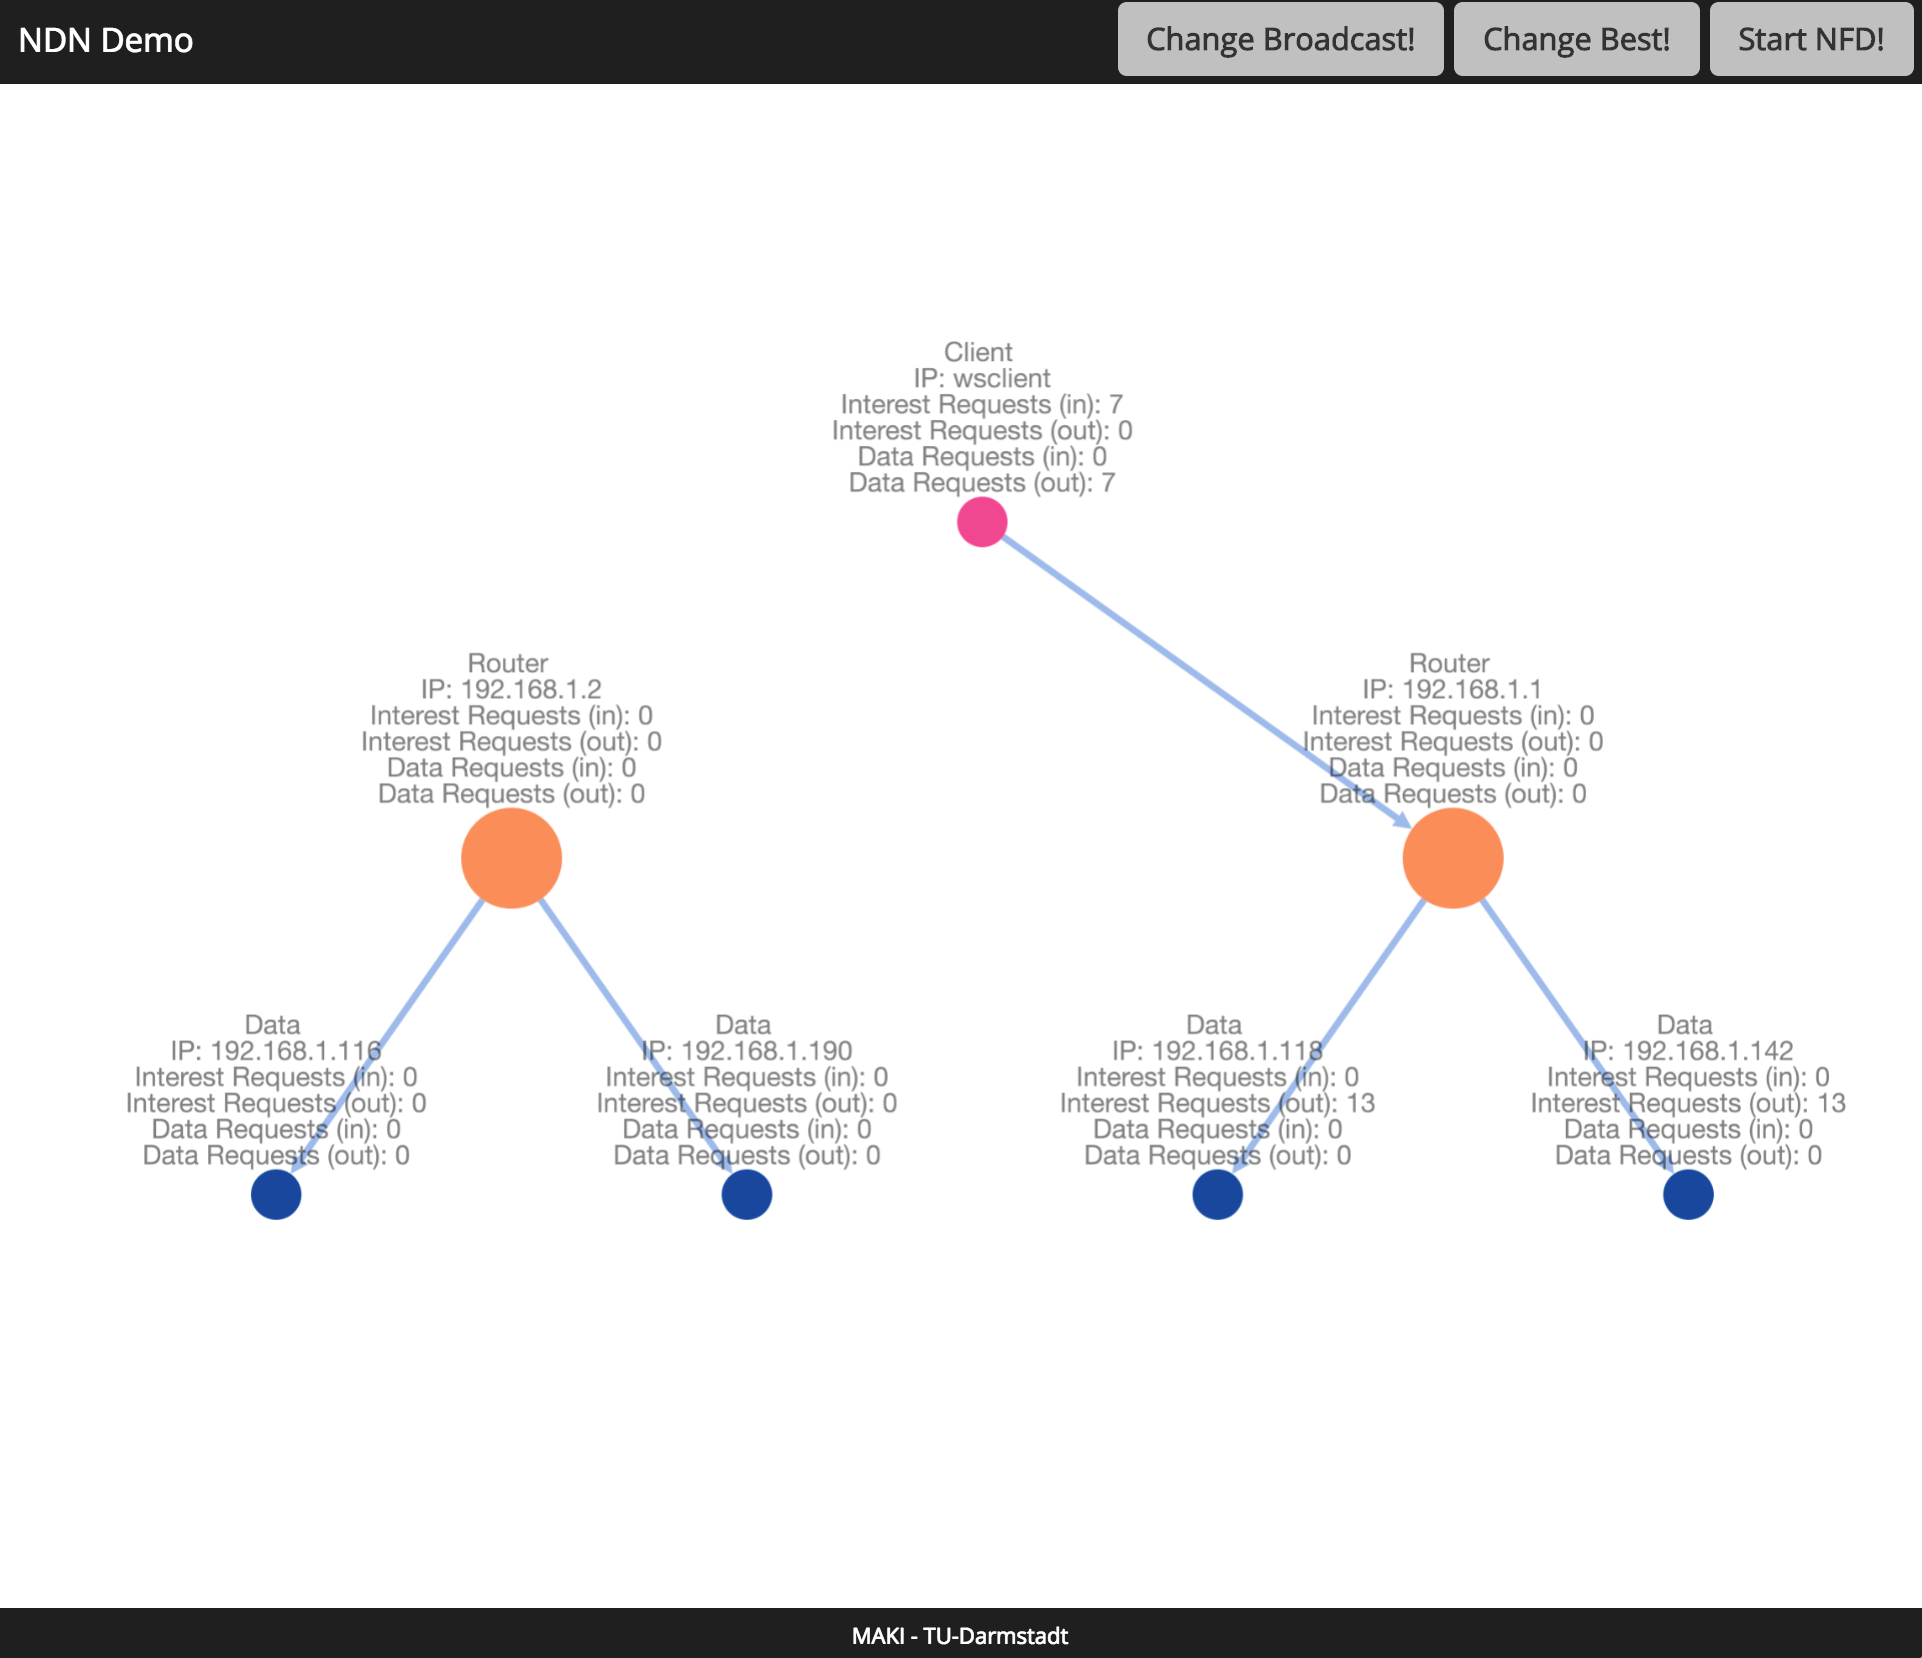 NDN Demo
Change Broadcast!
Change Best!
Start NFD!
Client
IP: wsclient
Interest Requests (in): 7
Interest Requests (out): 0
Data Requests (in): 0
Data Requests (out): 7
Router
IP: 192.168.1.2
Interest Requests (in): 0
Interest Requests (out): 0
Data Requests (in): 0
Data Requests (out): 0
Router
IP: 192.168.1.1
Interest Requests (in): 0
Interest Requests (out): 0
Data Requests (in): 0
Data Requests (out): 0
Data
IP: 192.168.1.116
Interest Requests (in): 0
Interest Requests (out): 0
Data Requests (in): 0
Data Requests (out): 0
Data
IP: 192.168.1.190
Interest Requests (in): 0
Interest Requests (out): 0
Data Requests (in): 0
Data Requests (out): 0
Data
IP: 192.168.1.118
Interest Requests (in): 0
Interest Requests (out): 13
Data Requests (in): 0
Data Requests (out): 0
Data
IP: 192.168.1.142
Interest Requests (in): 0
Interest Requests (out): 13
Data Requests (in): 0
Data Requests (out): 0
MAKI - TU-Darmstadt